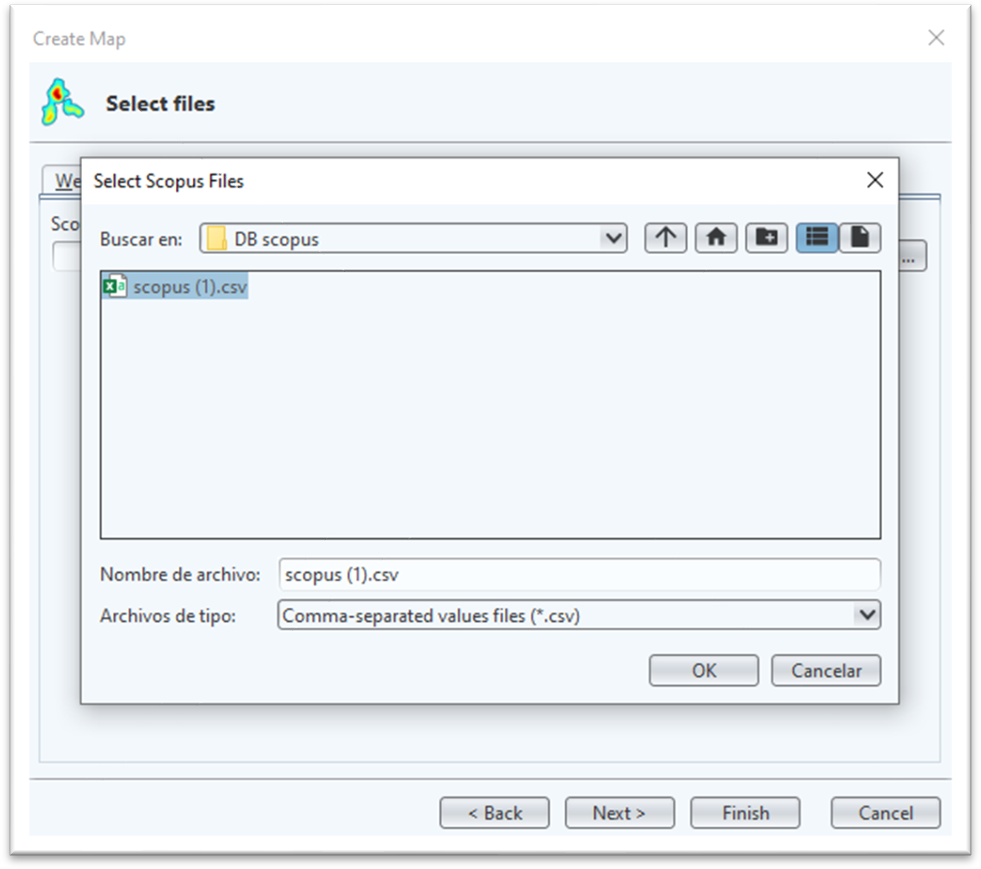 Create Map
Select files
We
Select Scopus Files
Scop
Buscar en: DB scopus
...
scopus (1).csv
Nombre de archivo: scopus (1).csv
Archivos de tipo: Comma-separated values files (*.csv)
OK Cancelar
< Back Next > Finish Cancel